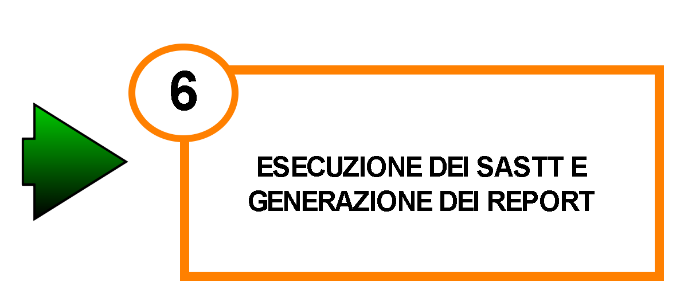 6
ESECUZIONE DEI SASTT E
GENERAZIONE DEI REPORT